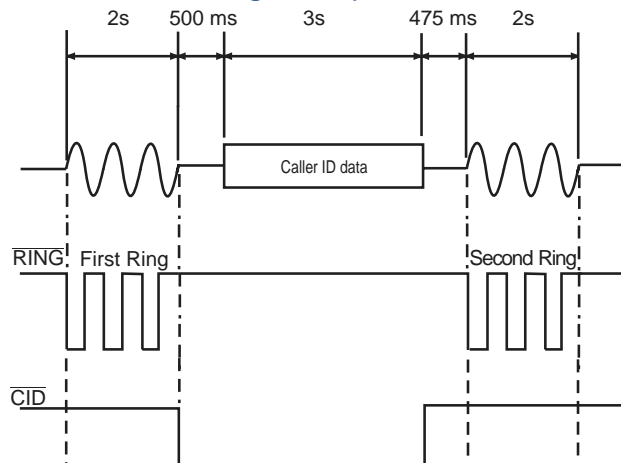 2s 500 ms 3s 475 ms 2s
Caller ID data
RING First Ring Second Ring
CID